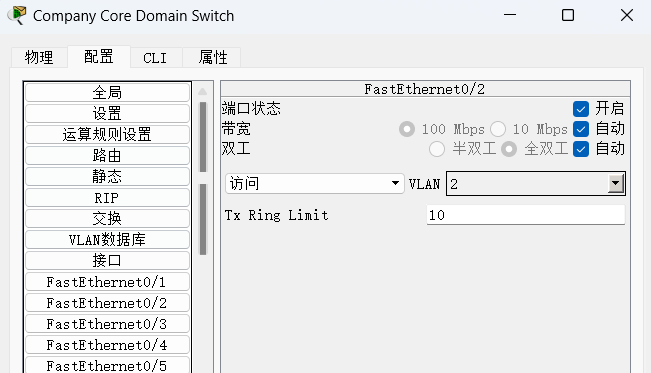 Company Core Domain Switch
物理 配置 CLI 属性
全局
设置
运算规则设置
路由
静态
RIP
交换
VLAN数据库
接口
FastEthernet0/1
FastEthernet0/2
FastEthernet0/3
FastEthernet0/4
FastEthernet0/5
FastEthernet0/2
端口状态 开启
带宽 100 Mbps 10 Mbps 自动
双工 半双工 全双工 自动
访问 VLAN 2
Tx Ring Limit 10